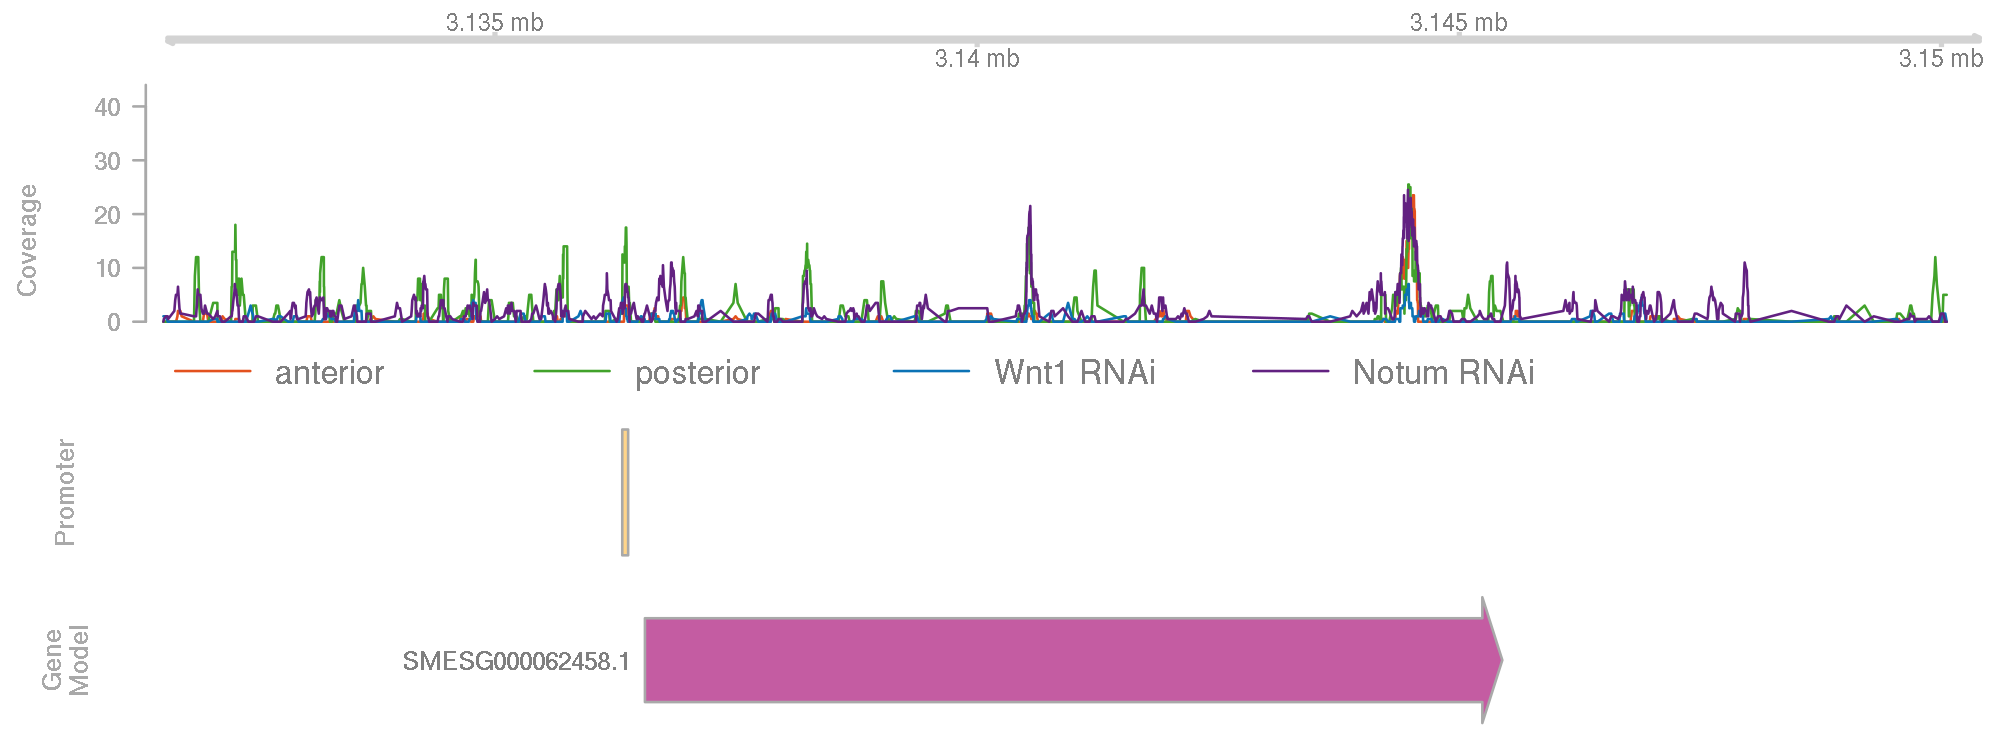 3.135 mb
3.145 mb
3.14 mb
3.15 mb
Coverage
40
30
20
10
0
anterior
posterior
Wnt1 RNAi
Notum RNAi
Promoter
Gene
Model
SMESG000062458.1